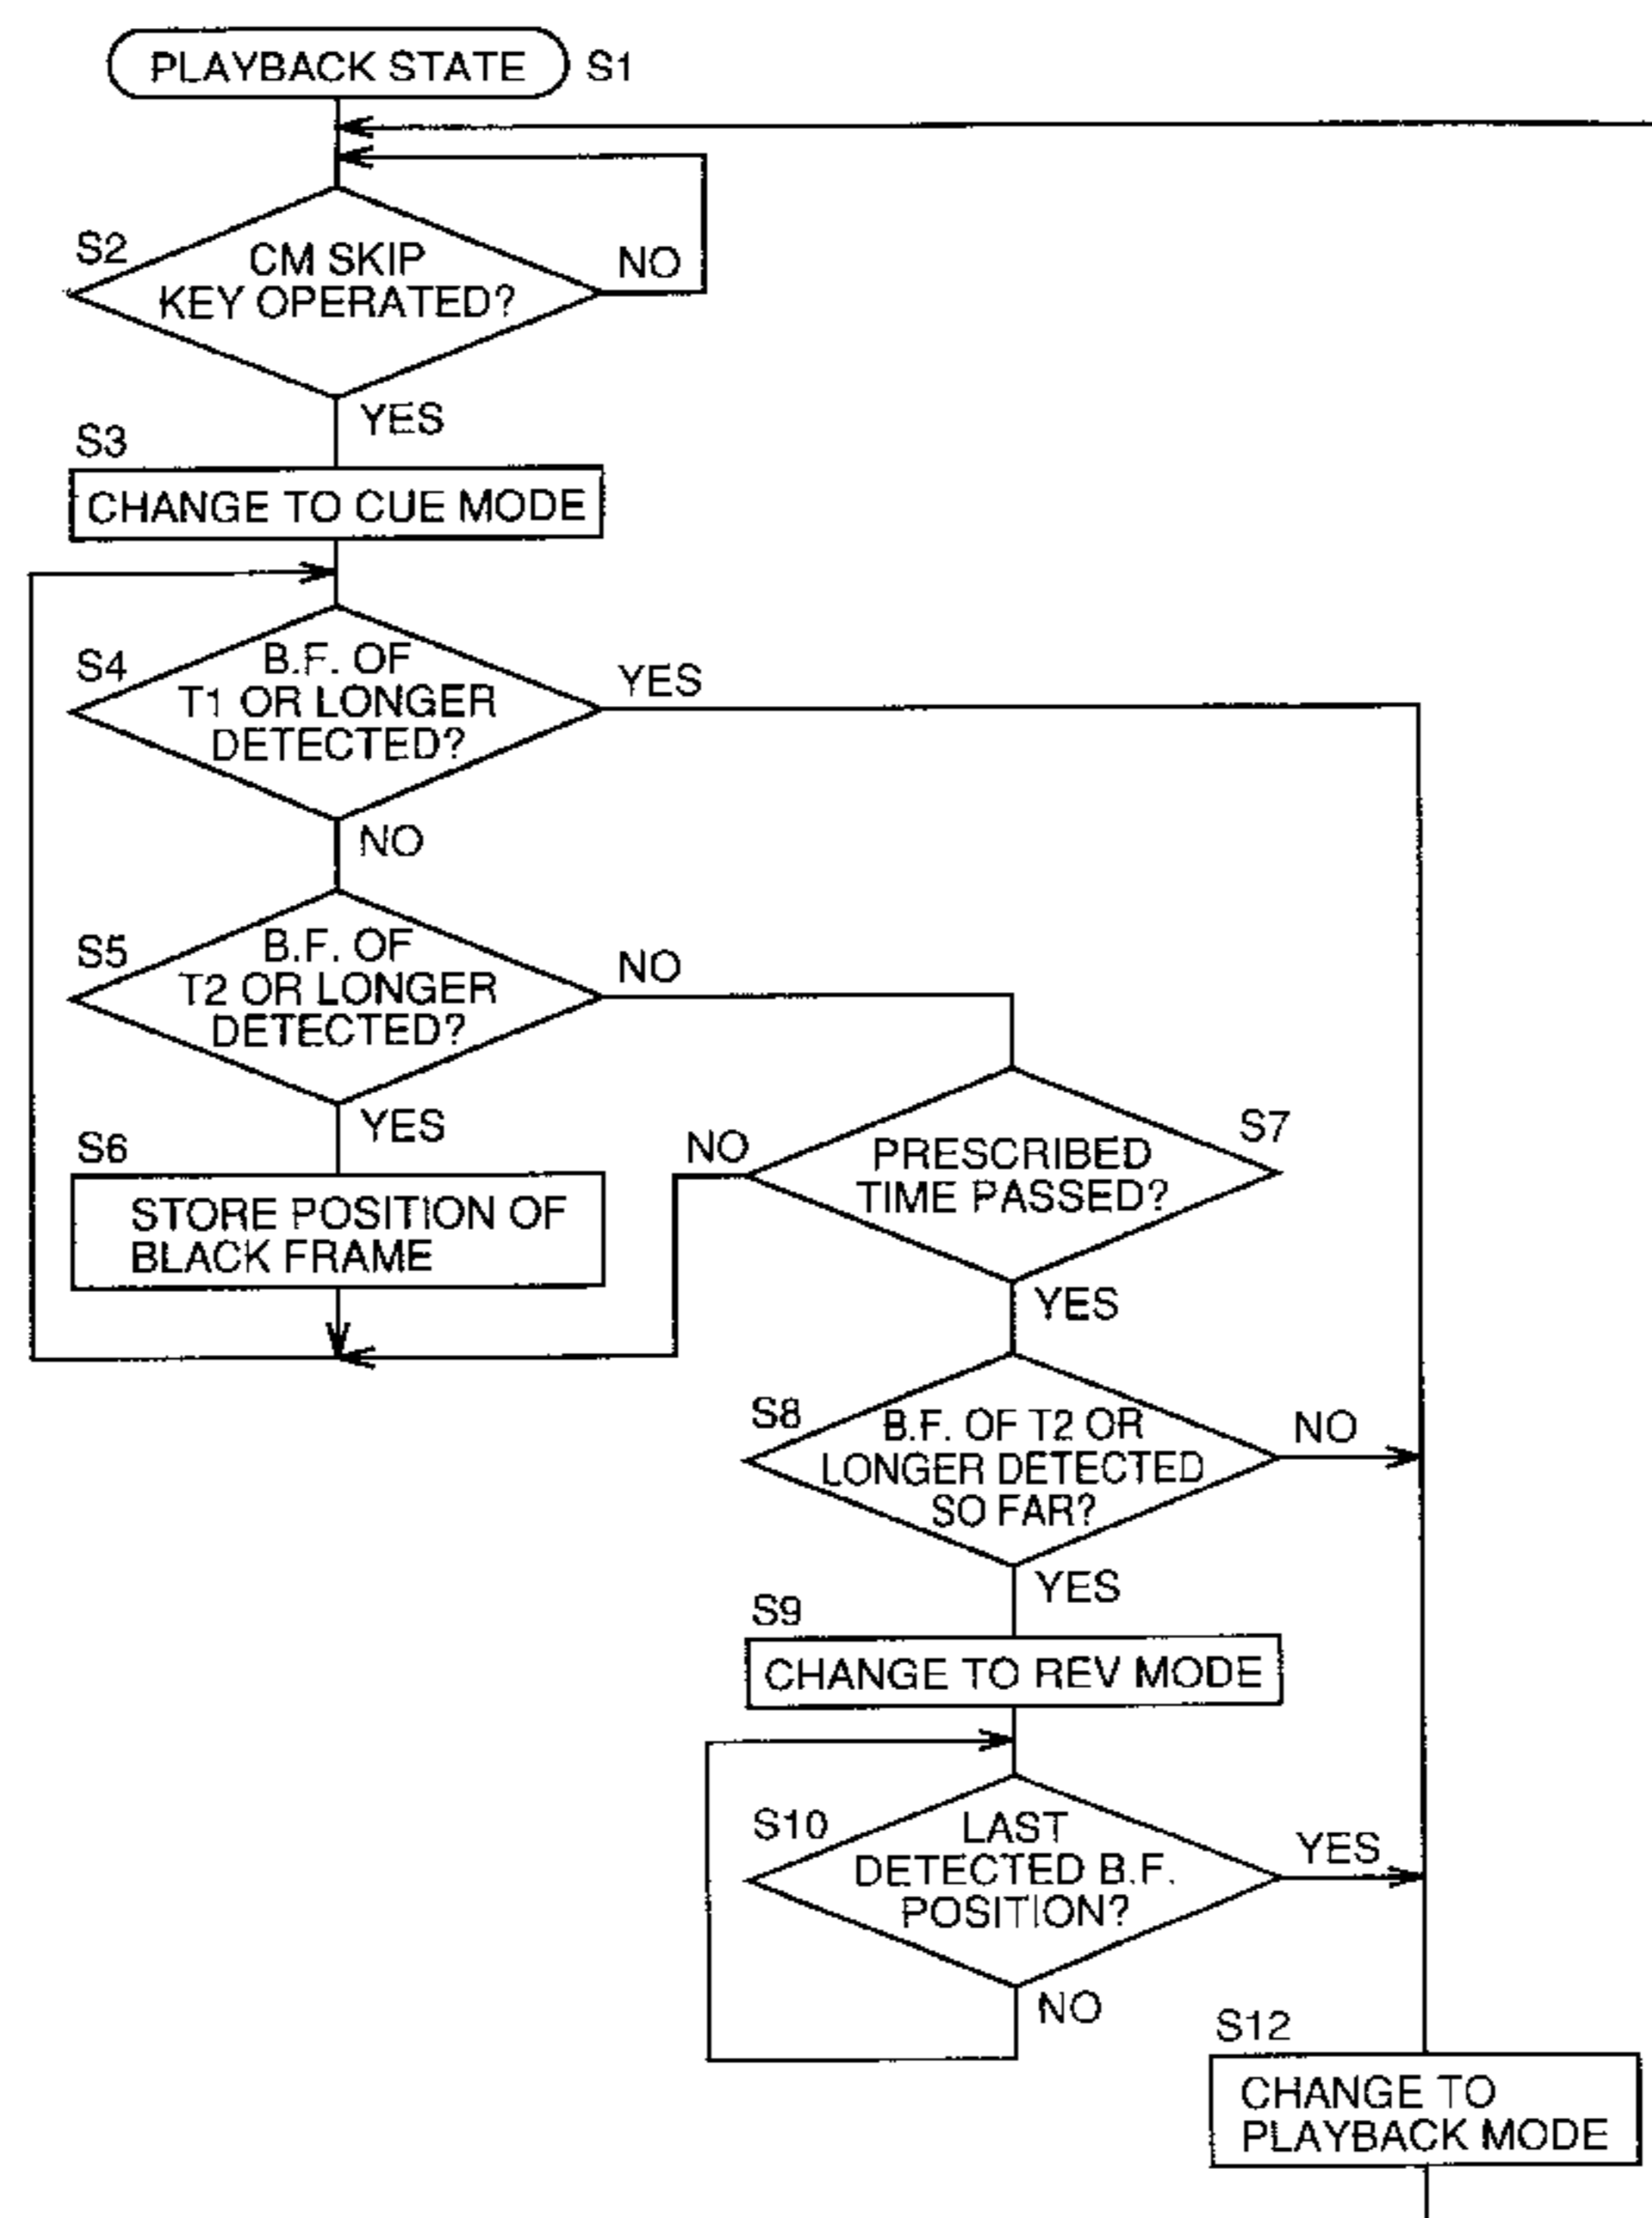 PLAYBACK STATE
S1
S2
CM SKIP
KEY OPERATED?
NO
YES
S3
CHANGE TO CUE MODE
S4
B.F. OF
T1 OR LONGER
DETECTED?
YES
NO
S5
B.F. OF
T2 OR LONGER
DETECTED?
NO
YES
S6
STORE POSITION OF
BLACK FRAME
S7
PRESCRIBED
TIME PASSED?
NO
YES
S8
B.F. OF T2 OR
LONGER DETECTED
SO FAR?
NO
YES
S9
CHANGE TO REV MODE
S10
LAST
DETECTED B.F.
POSITION?
YES
NO
S12
CHANGE TO
PLAYBACK MODE